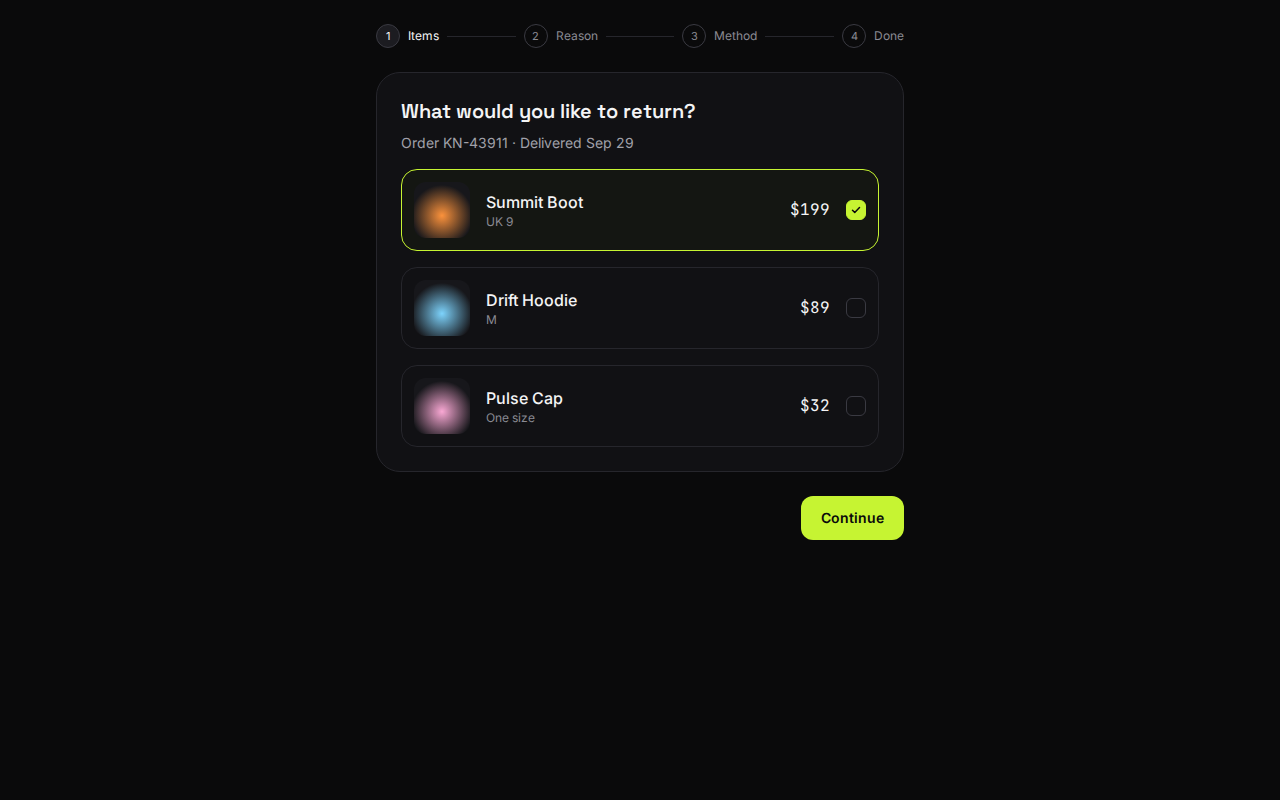 1 Items 2 Reason 3 Method 4 Done
What would you like to return?
Order KN-43911 · Delivered Sep 29
Summit Boot
UK 9
$199
Drift Hoodie
M
$89
Pulse Cap
One size
$32
Continue